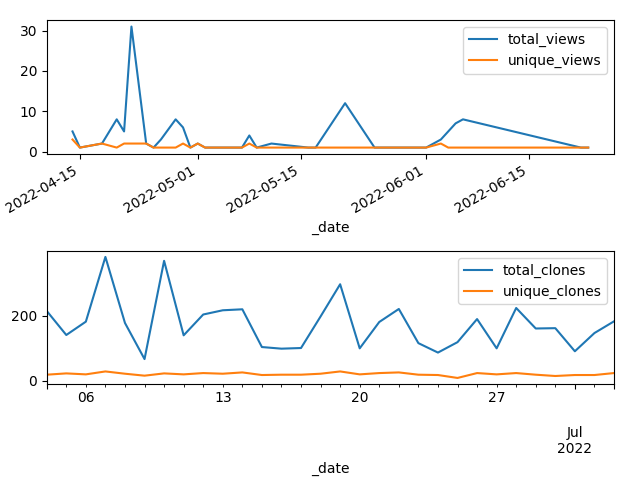 30
20
10
0
total_views
unique_views
2022-04-15
2022-05-01
2022-05-15
2022-06-01
2022-06-15
_date
200
0
total_clones
unique_clones
06
13
20
27
Jul
2022
_date